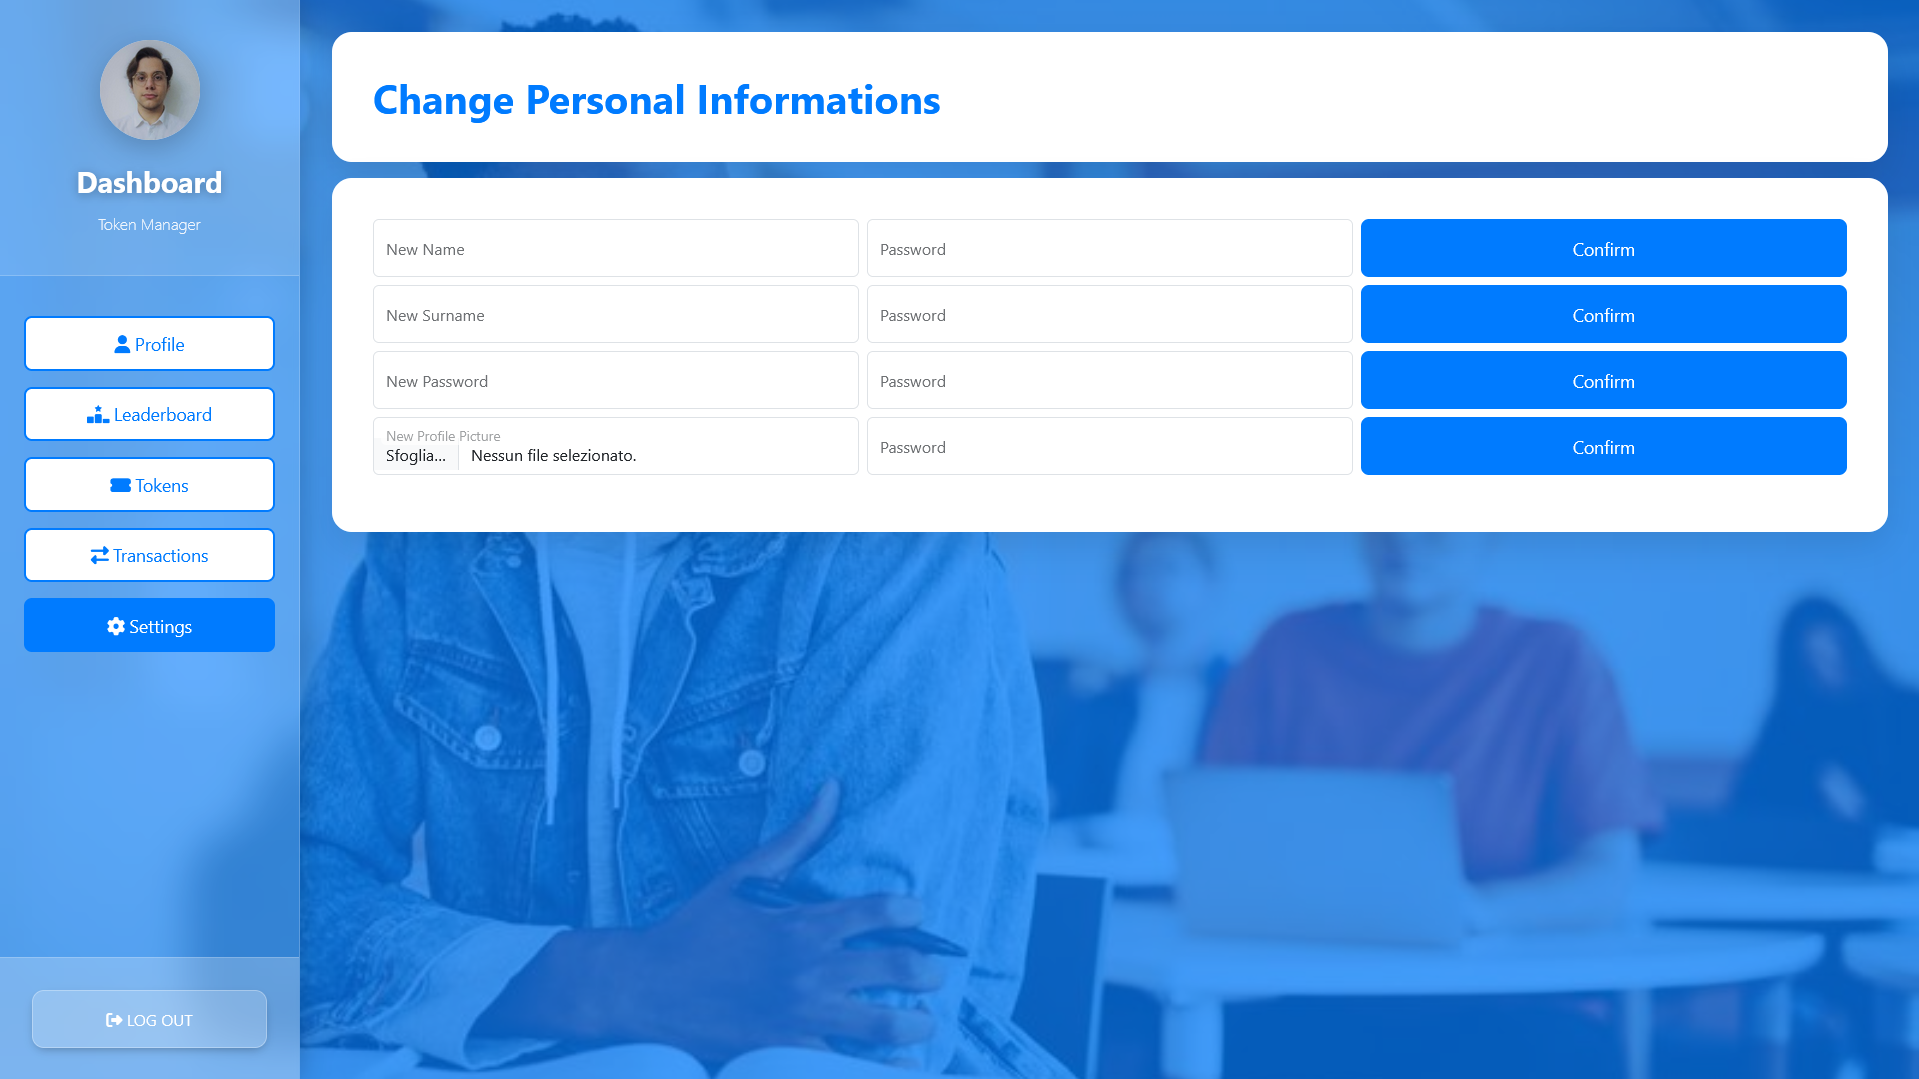 Dashboard
Token Manager
Profile
Leaderboard
Tokens
Transactions
Settings
LOG OUT
Change Personal Informations
New Name
Password
Confirm
New Surname
Password
Confirm
New Password
Password
Confirm
New Profile Picture
Sfoglia... Nessun file selezionato.
Password
Confirm